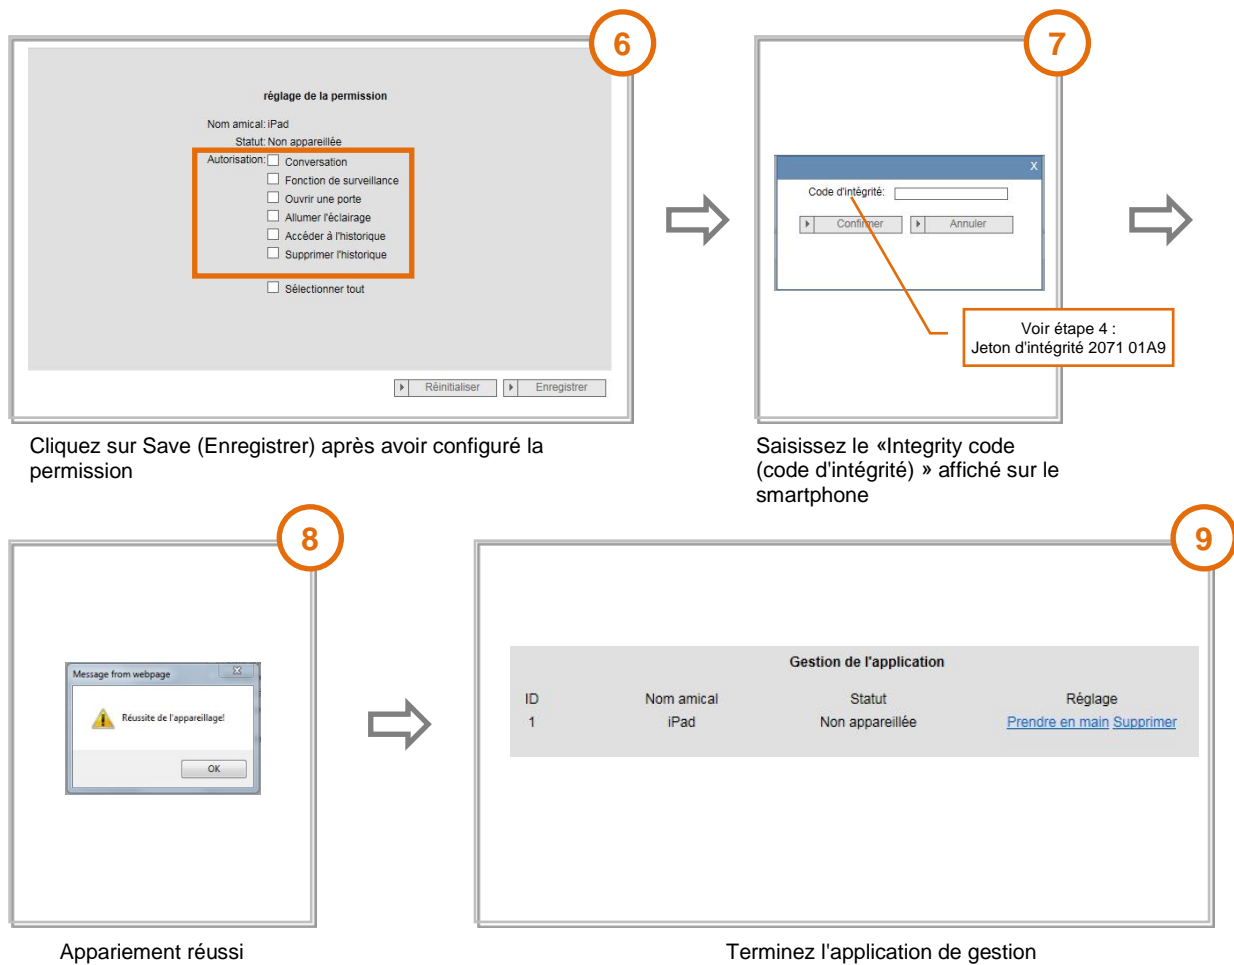 6
réglage de la permission
Nom amical: iPad
Statut: Non appareillée
Autorisation: Conversation
Fonction de surveillance
Ouvrir une porte
Allumer l'éclairage
Accéder à l'historique
Supprimer l'historique
Sélectionner tout
Réinitialiser Enregistrer
Cliquez sur Save (Enregistrer) après avoir configuré la
permission
7
X
Code d'intégrité:
Confirmer Annuler
Voir étape 4 :
Jeton d'intégrité 2071 01A9
Saisissez le «Integrity code
(code d'intégrité) » affiché sur le
smartphone
8
Message from webpage
Réussite de l'appareillage!
OK
Appariement réussi
9
Gestion de l'application
ID Nom amical Statut Réglage
1 iPad Non appareillée Prendre en main Supprimer
Terminez l'application de gestion